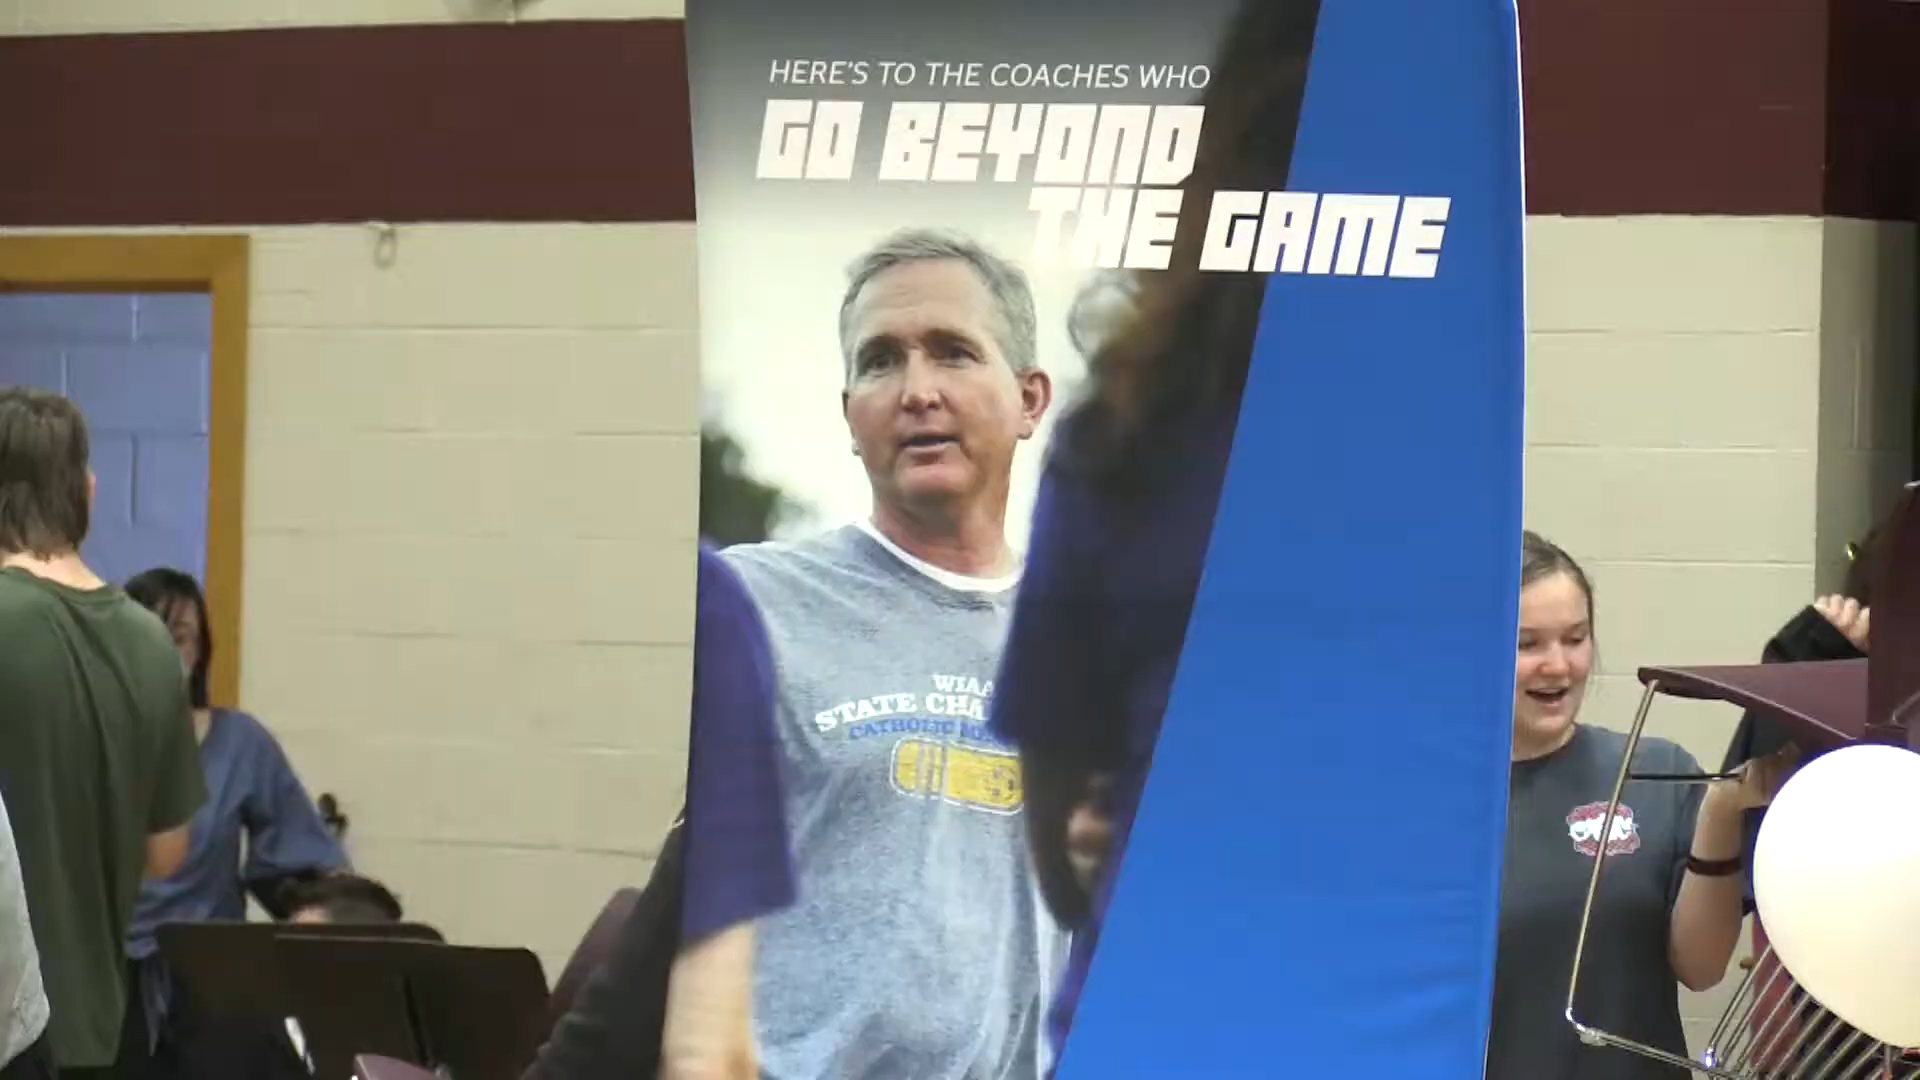 HERE'S TO THE COACHES WHO
GO BEYOND
THE GAME
WIAA
STATE CHA
CATHOLIC